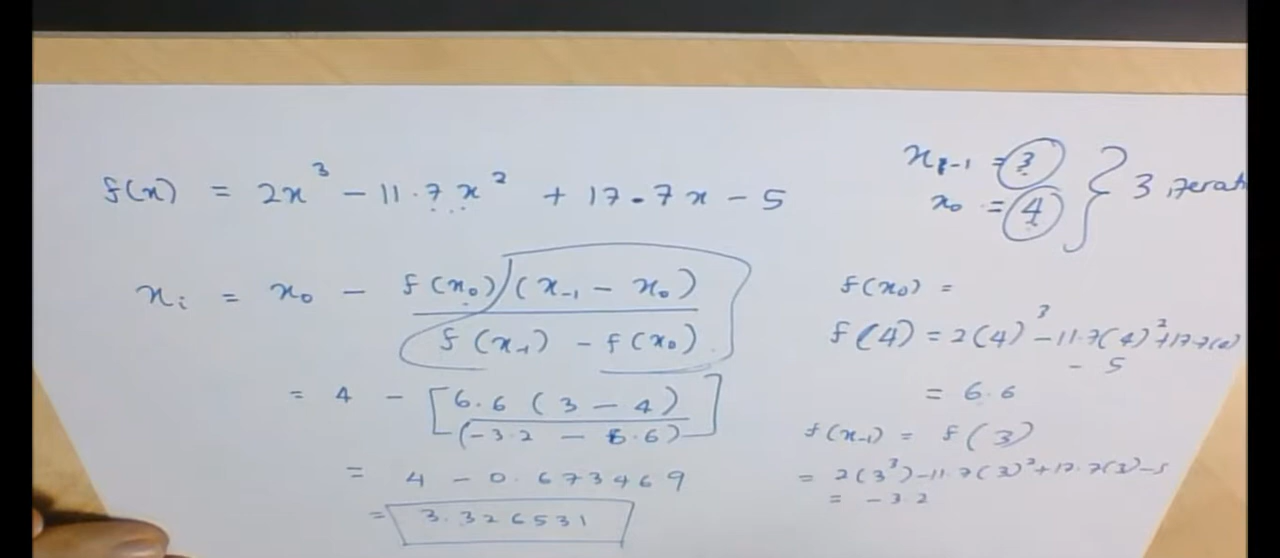 f(x) = 2x³ - 11.7x² + 17.7x - 5
x₋₁ = 3
x₀ = 4
3 iterat
xᵢ = x₀ - f(x₀)(x₋₁ - x₀)
f(x₋₁) - f(x₀)
= 4 - [6.6 (3 - 4)
(-3.2 - 6.6)]
= 4 - 0.673469
= 3.326531
f(x₀) =
f(4) = 2(4)³ - 11.7(4)² + 17.7(4)
- 5
= 6.6
f(x₋₁) = f(3)
= 2(3³) - 11.7(3)² + 17.7(3) - 5
= - 3.2